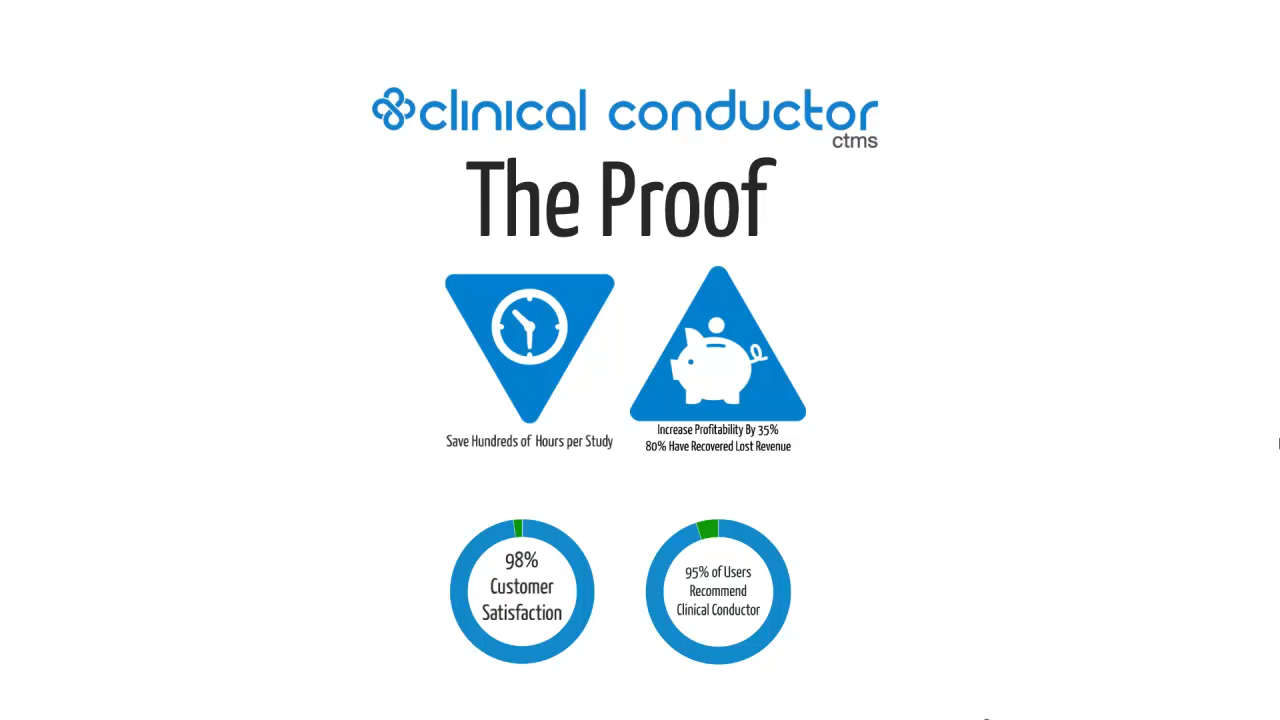 clinical conductor
ctms
The Proof
Save Hundreds of Hours per Study
Increase Profitability By 35%
80% Have Recovered Lost Revenue
98%
Customer
Satisfaction
95% of Users
Recommend
Clinical Conductor